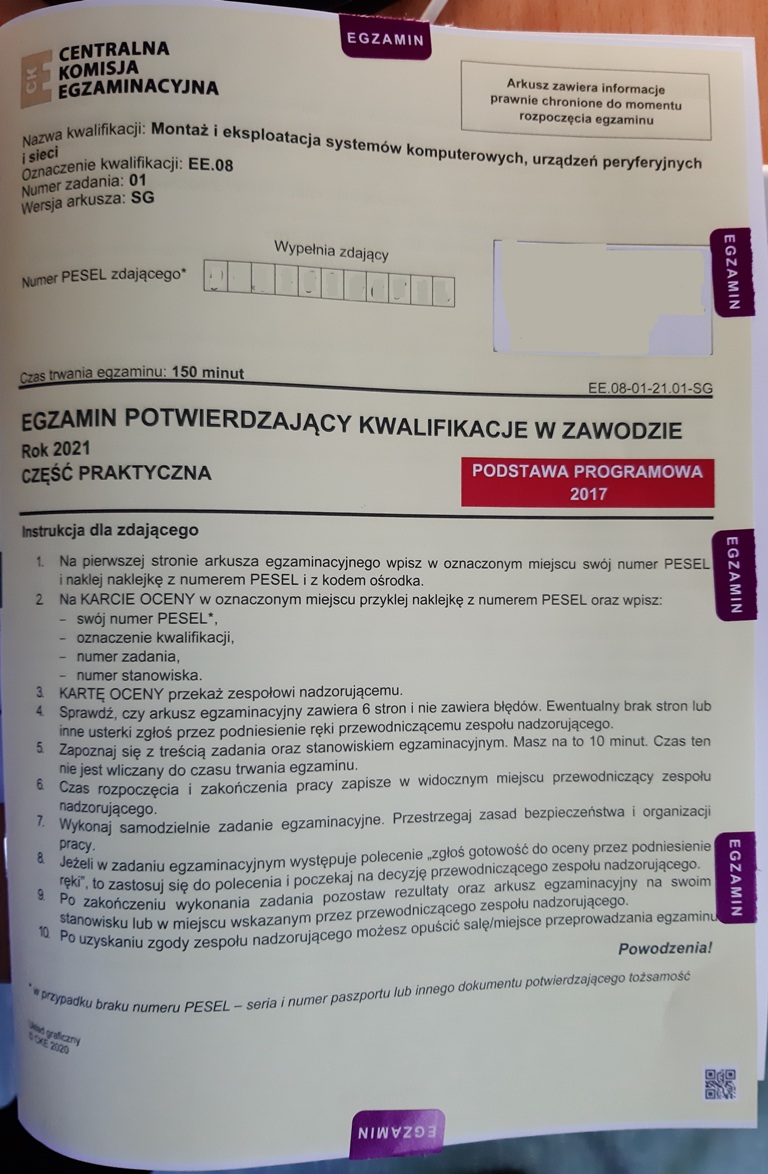 EGZAMIN
CKE
CENTRALNA
KOMISJA
EGZAMINACYJNA
Arkusz zawiera informacje
prawnie chronione do momentu
rozpoczęcia egzaminu
Nazwa kwalifikacji: Montaż i eksploatacja systemów komputerowych, urządzeń peryferyjnych
i sieci
Oznaczenie kwalifikacji: EE.08
Numer zadania: 01
Wersja arkusza: SG
Wypełnia zdający
Numer PESEL zdającego*
EGZAMIN
Czas trwania egzaminu: 150 minut
EE.08-01-21.01-SG
EGZAMIN POTWIERDZAJĄCY KWALIFIKACJE W ZAWODZIE
Rok 2021
CZĘŚĆ PRAKTYCZNA
PODSTAWA PROGRAMOWA
2017
Instrukcja dla zdającego
1. Na pierwszej stronie arkusza egzaminacyjnego wpisz w oznaczonym miejscu swój numer PESEL
i naklej naklejkę z numerem PESEL i z kodem ośrodka.
2. Na KARCIE OCENY w oznaczonym miejscu przyklej naklejkę z numerem PESEL oraz wpisz:
– swój numer PESEL*,
– oznaczenie kwalifikacji,
– numer zadania,
– numer stanowiska.
EGZAMIN
3. KARTĘ OCENY przekaż zespołowi nadzorującemu.
4. Sprawdź, czy arkusz egzaminacyjny zawiera 6 stron i nie zawiera błędów. Ewentualny brak stron lub
inne usterki zgłoś przez podniesienie ręki przewodniczącemu zespołu nadzorującego.
5. Zapoznaj się z treścią zadania oraz stanowiskiem egzaminacyjnym. Masz na to 10 minut. Czas ten
nie jest wliczany do czasu trwania egzaminu.
6. Czas rozpoczęcia i zakończenia pracy zapisze w widocznym miejscu przewodniczący zespołu
nadzorującego.
7. Wykonaj samodzielnie zadanie egzaminacyjne. Przestrzegaj zasad bezpieczeństwa i organizacji
pracy.
8. Jeżeli w zadaniu egzaminacyjnym występuje polecenie „zgłoś gotowość do oceny przez podniesienie
ręki”, to zastosuj się do polecenia i poczekaj na decyzję przewodniczącego zespołu nadzorującego.
9. Po zakończeniu wykonania zadania pozostaw rezultaty oraz arkusz egzaminacyjny na swoim
stanowisku lub w miejscu wskazanym przez przewodniczącego zespołu nadzorującego.
10. Po uzyskaniu zgody zespołu nadzorującego możesz opuścić salę/miejsce przeprowadzania egzaminu
EGZAMIN
Powodzenia!
* w przypadku braku numeru PESEL – seria i numer paszportu lub innego dokumentu potwierdzającego tożsamość
Układ graficzny
© CKE 2020
EGZAMIN